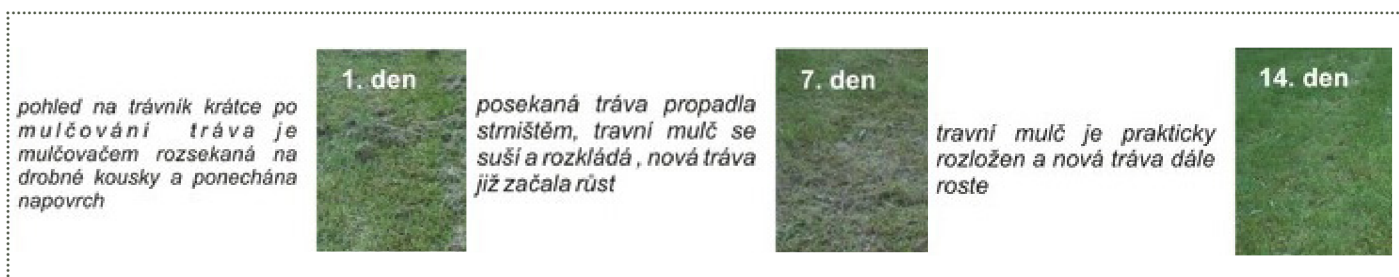 pohled na trávník krátce po
mulčování tráva je
mulčovačem rozsekaná na
drobné kousky a ponechána
napovrch
1. den
posekaná tráva propadla
strništěm, travní mulč se
suší a rozkládá , nová tráva
již začala růst
7. den
travní mulč je prakticky
rozložen a nová tráva dále
roste
14. den